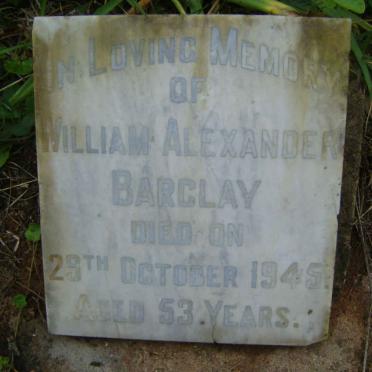 In Loving Memory
of
William Alexander
Barclay
Died on
29th October 1945.
Aged 53 Years.